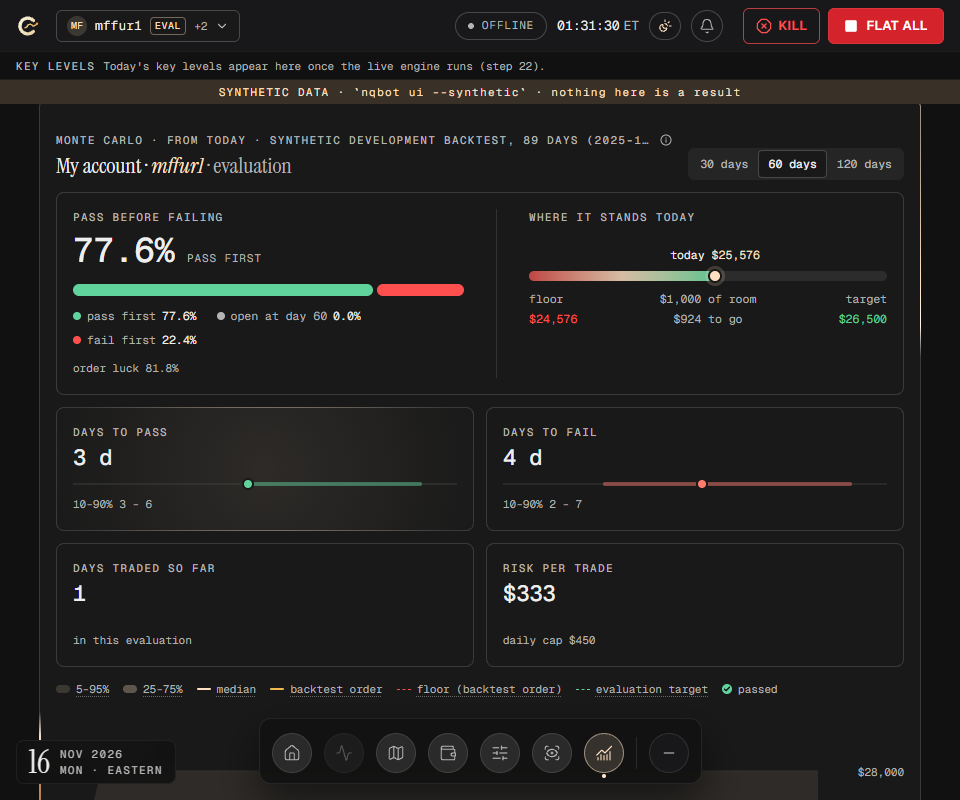 MF mffur1 EVAL +2
OFFLINE 01:31:30 ET KILL FLAT ALL
KEY LEVELS Today's key levels appear here once the live engine runs (step 22).
SYNTHETIC DATA · `nqbot ui --synthetic` · nothing here is a result
MONTE CARLO · FROM TODAY · SYNTHETIC DEVELOPMENT BACKTEST, 89 DAYS (2025-1…
My account · mffur1 · evaluation
30 days 60 days 120 days
PASS BEFORE FAILING
77.6% PASS FIRST
pass first 77.6% open at day 60 0.0%
fail first 22.4%
order luck 81.8%
WHERE IT STANDS TODAY
today $25,576
floor $1,000 of room target
$24,576 $924 to go $26,500
DAYS TO PASS
3 d
10-90% 3 - 6
DAYS TO FAIL
4 d
10-90% 2 - 7
DAYS TRADED SO FAR
1
in this evaluation
RISK PER TRADE
$333
daily cap $450
5-95% 25-75% median backtest order floor (backtest order) evaluation target passed
16 NOV 2026
MON · EASTERN
$28,000